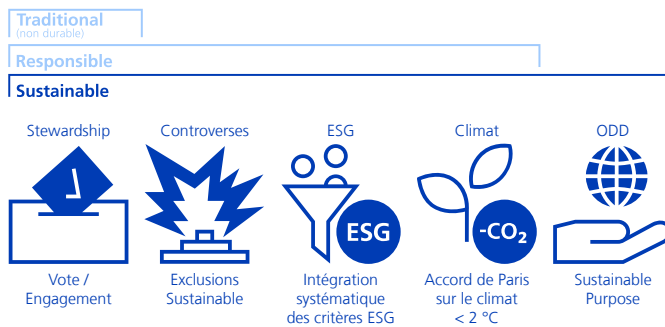 Traditional
(non durable)
Responsible
Sustainable
Stewardship
Controverses
ESG
Climat
ODD
ESG
-CO₂
Vote /
Engagement
Exclusions
Sustainable
Intégration
systématique
des critères ESG
Accord de Paris
sur le climat
< 2 °C
Sustainable
Purpose